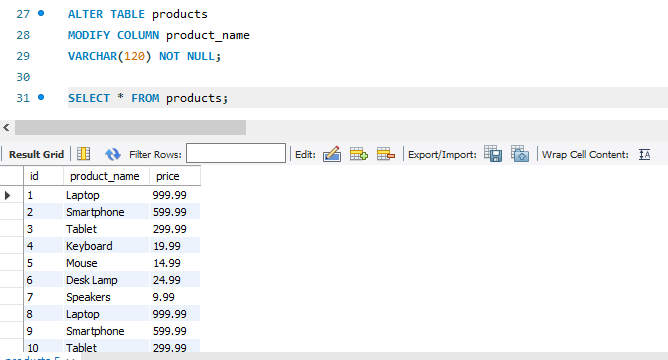 27 ALTER TABLE products
28 MODIFY COLUMN product_name
29 VARCHAR(120) NOT NULL;
30
31 SELECT * FROM products;
Result Grid Filter Rows: Edit: Export/Import: Wrap Cell Content: IA
id product_name price
1 Laptop 999.99
2 Smartphone 599.99
3 Tablet 299.99
4 Keyboard 19.99
5 Mouse 14.99
6 Desk Lamp 24.99
7 Speakers 9.99
8 Laptop 999.99
9 Smartphone 599.99
10 Tablet 299.99